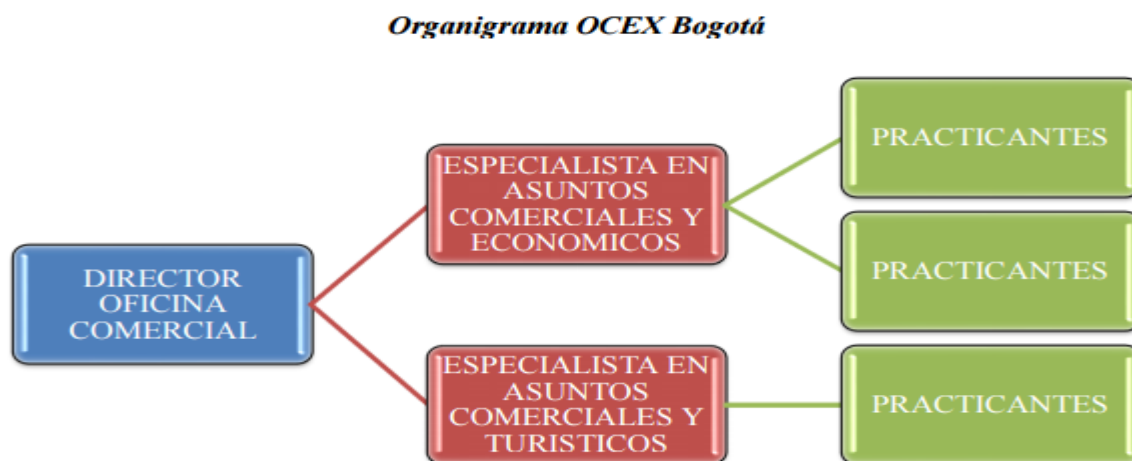 Organigrama OCEX Bogotá
DIRECTOR
OFICINA
COMERCIAL
ESPECIALISTA EN
ASUNTOS
COMERCIALES Y
ECONOMICOS
ESPECIALISTA EN
ASUNTOS
COMERCIALES Y
TURISTICOS
PRACTICANTES
PRACTICANTES
PRACTICANTES